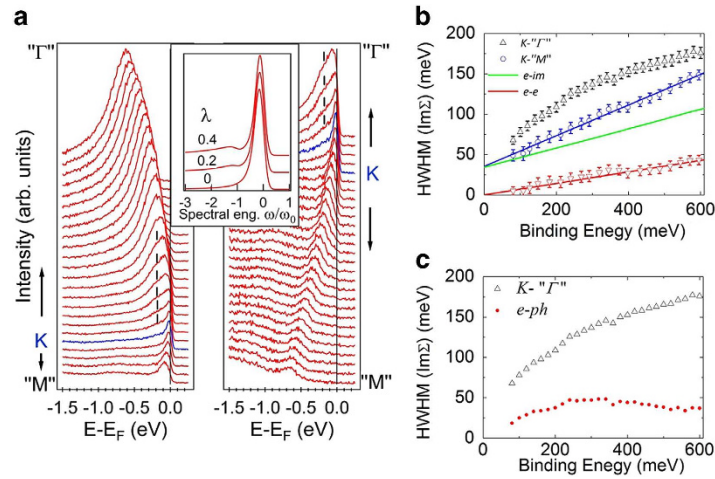 a
"Γ"
"Γ"
λ
0.4
0.2
0
-3 -2 -1 0 1
Spectral eng. ω/ω₀
Intensity (arb. units)
K
"M"
K
"M"
-1.5 -1.0 -0.5 0.0
E-E_F (eV)
-1.5 -1.0 -0.5 0.0
E-E_F (eV)
b
200
150
100
50
0
HWHM (ImΣ) (meV)
K-"Γ"
K-"M"
e-im
e-e
0 200 400 600
Binding Enegy (meV)
c
200
150
100
50
0
HWHM (ImΣ) (meV)
K- "Γ"
e-ph
0 200 400 600
Binding Energy (meV)